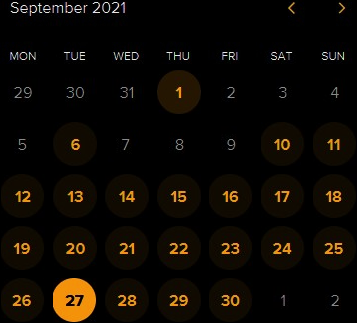 September 2021
MON TUE WED THU FRI SAT SUN
29 30 31 1 2 3 4
5 6 7 8 9 10 11
12 13 14 15 16 17 18
19 20 21 22 23 24 25
26 27 28 29 30 1 2